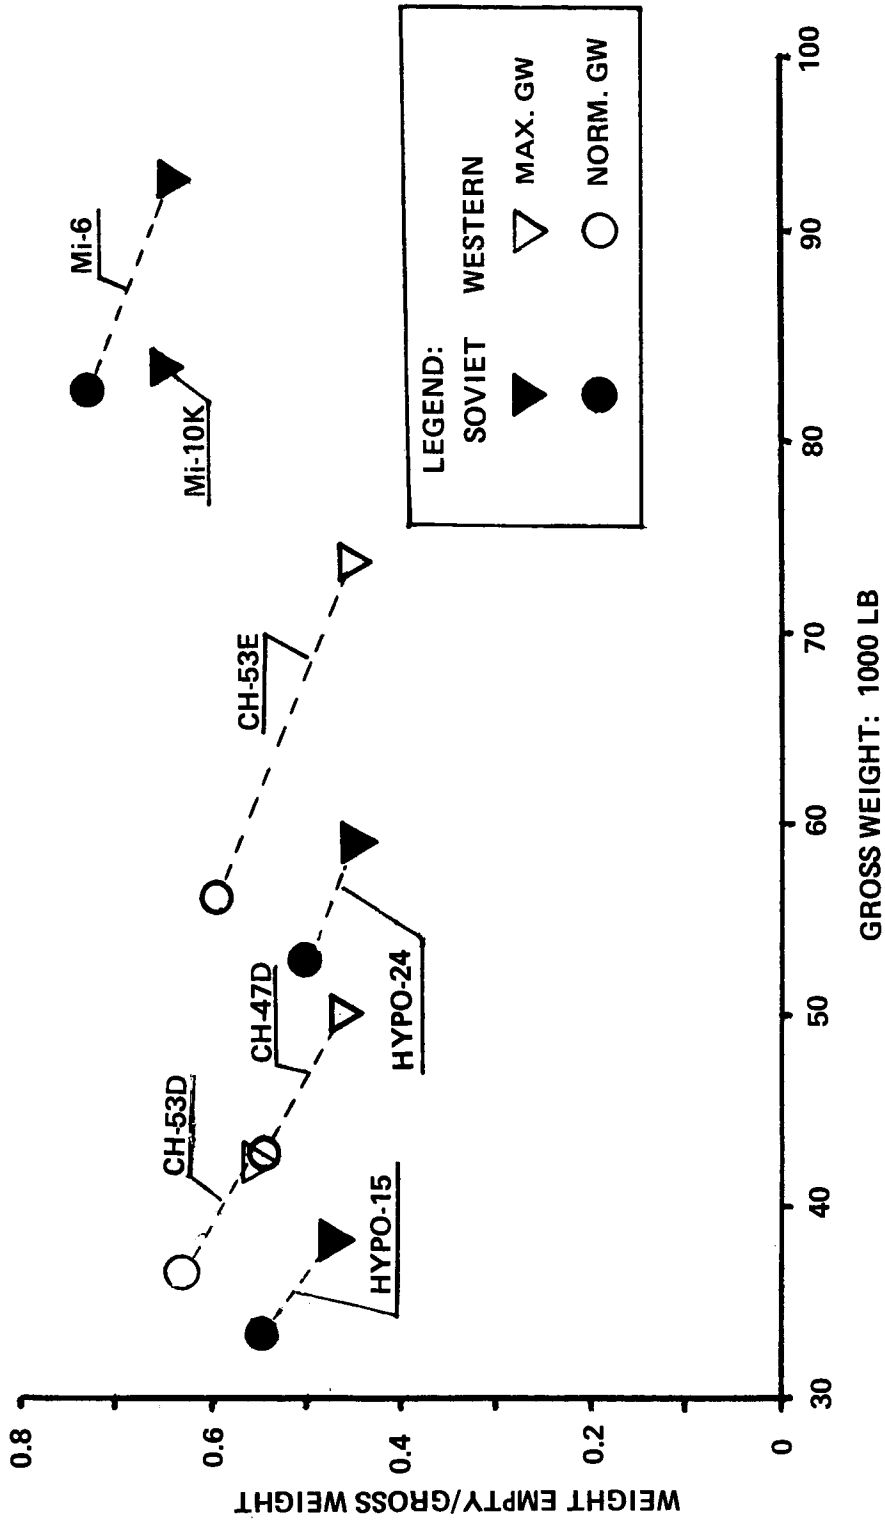 WEIGHT EMPTY/GROSS WEIGHT
0.8
0.6
0.4
0.2
0
30
40
50
60
70
80
90
100
GROSS WEIGHT: 1000 LB
CH-53D
CH-47D
HYPO-15
HYPO-24
CH-53E
Mi-10K
Mi-6
LEGEND:
SOVIET WESTERN
MAX. GW
NORM. GW